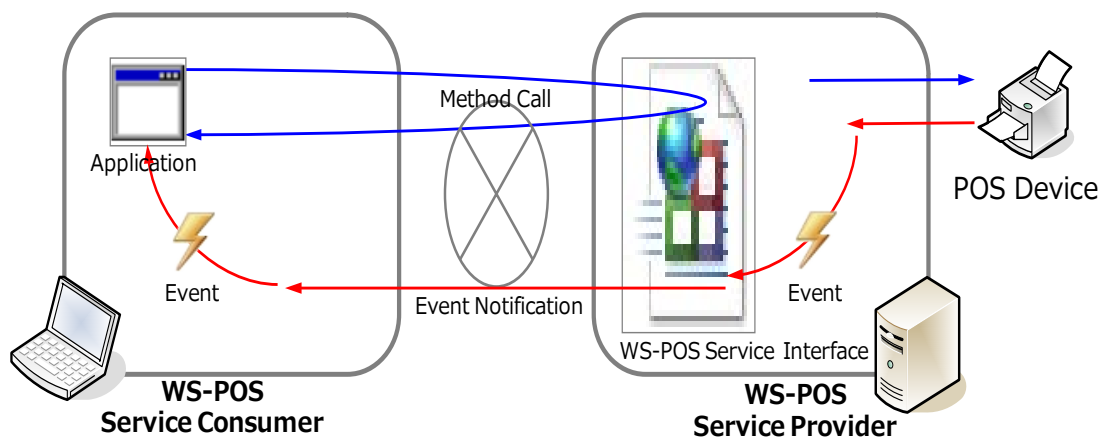 Method Call
Application
POS Device
Event
Event Notification
Event
WS-POS Service Interface
WS-POS
Service Consumer
WS-POS
Service Provider